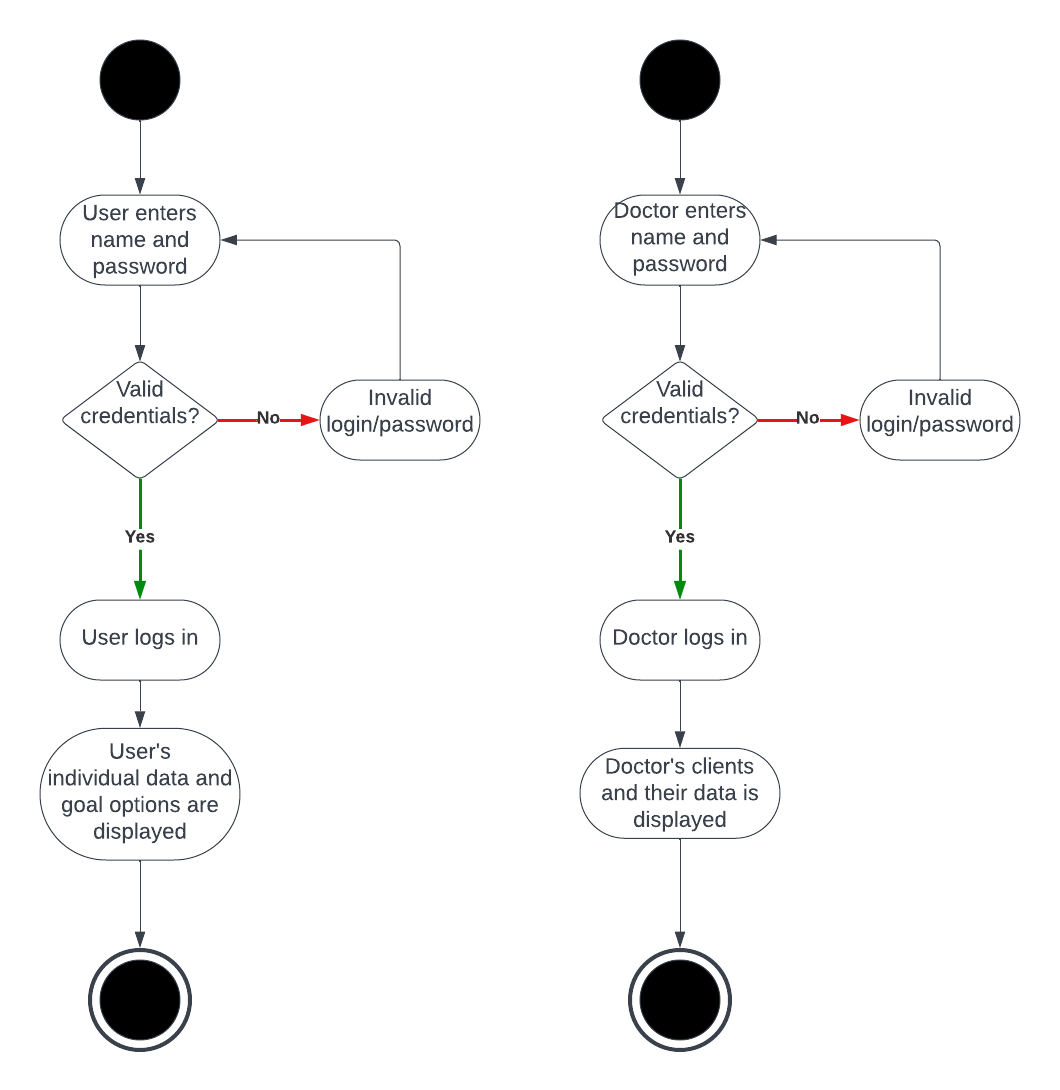 User enters
name and
password
Valid
credentials?
No
Invalid
login/password
Yes
User logs in
User's
individual data and
goal options are
displayed
Doctor enters
name and
password
Valid
credentials?
No
Invalid
login/password
Yes
Doctor logs in
Doctor's clients
and their data is
displayed